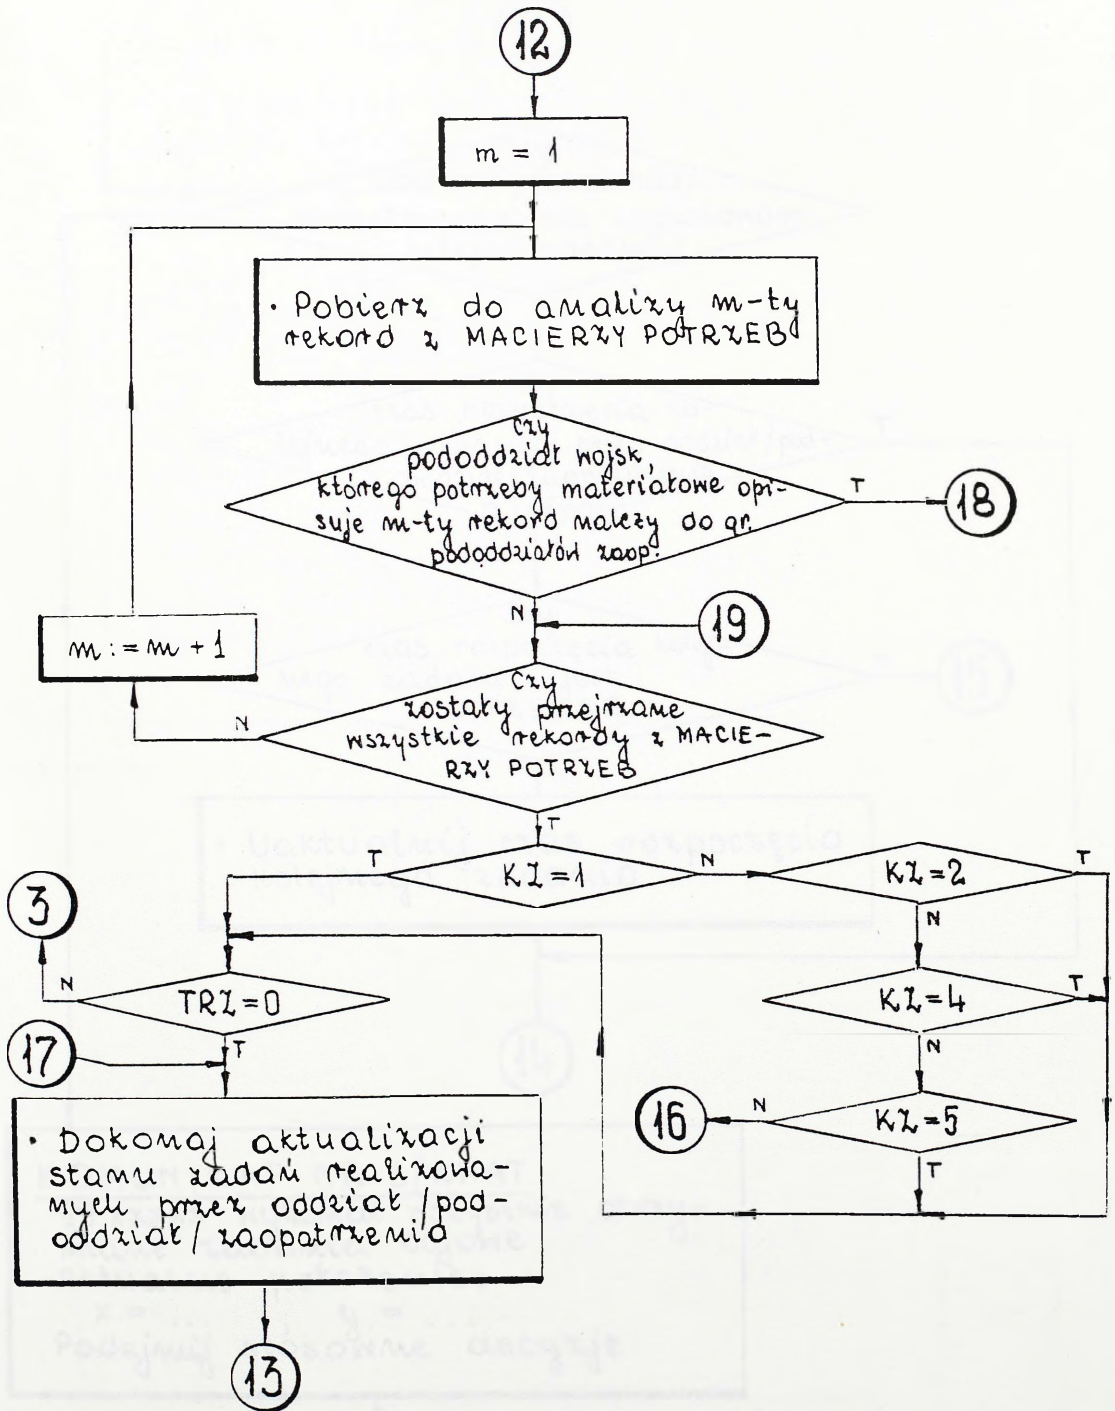 12
m = 1
· Pobierz do analizy m-ty
rekord z MACIERZY POTRZEB
Czy
pododdział wojsk,
którego potrzeby materiałowe opi-
suje m-ty rekord należy do gr.
pododdziałów zaop.
T
18
N
19
m := m + 1
Czy
zostały przejrzane
wszystkie rekordy z MACIE-
RZY POTRZEB
N
T
T
KZ=1
N
KZ=2
T
3
N
N
TRZ=0
KZ=4
T
17
T
N
16
N
KZ=5
T
· Dokonaj aktualizacji
stanu zadań realizowa-
nych przez oddział /pod-
oddział/ zaopatrzenia
13